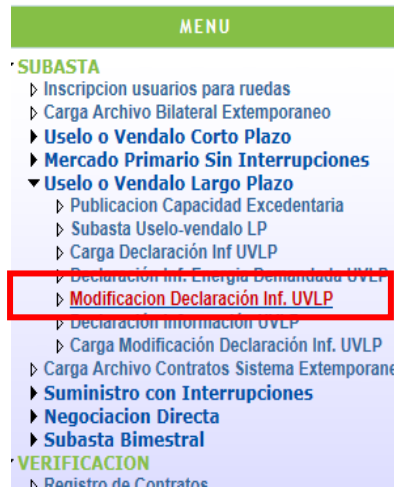 MENU
SUBASTA
Inscripcion usuarios para ruedas
Carga Archivo Bilateral Extemporaneo
Uselo o Vendalo Corto Plazo
Mercado Primario Sin Interrupciones
Uselo o Vendalo Largo Plazo
Publicacion Capacidad Excedentaria
Subasta Uselo-vendalo LP
Carga Declaración Inf UVLP
Declaración Inf. Energia Demandada UVLP
Modificacion Declaración Inf. UVLP
Declaración Información UVLP
Carga Modificación Declaración Inf. UVLP
Carga Archivo Contratos Sistema Extemporane
Suministro con Interrupciones
Negociacion Directa
Subasta Bimestral
VERIFICACION
Registro de Contratos